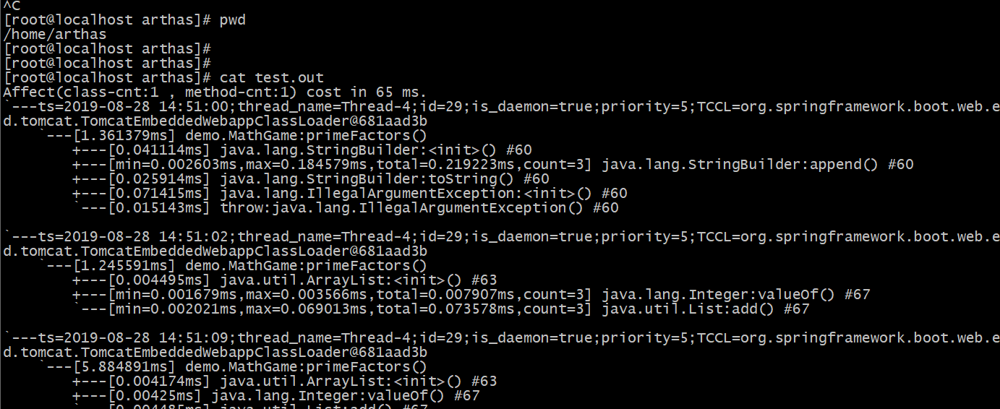 ^C
[root@localhost arthas]# pwd
/home/arthas
[root@localhost arthas]#
[root@localhost arthas]#
[root@localhost arthas]# cat test.out
Affect(class-cnt:1 , method-cnt:1) cost in 65 ms.
`---ts=2019-08-28 14:51:00;thread_name=Thread-4;id=29;is_daemon=true;priority=5;TCCL=org.springframework.boot.web.e
d.tomcat.TomcatEmbeddedWebappClassLoader@681aad3b
    `---[1.361379ms] demo.MathGame:primeFactors()
        +---[0.041114ms] java.lang.StringBuilder:<init>() #60
        +---[min=0.002603ms,max=0.184579ms,total=0.219223ms,count=3] java.lang.StringBuilder:append() #60
        +---[0.025914ms] java.lang.StringBuilder:toString() #60
        +---[0.071415ms] java.lang.IllegalArgumentException:<init>() #60
        `---[0.015143ms] throw:java.lang.IllegalArgumentException() #60
`---ts=2019-08-28 14:51:02;thread_name=Thread-4;id=29;is_daemon=true;priority=5;TCCL=org.springframework.boot.web.e
d.tomcat.TomcatEmbeddedWebappClassLoader@681aad3b
    `---[1.245591ms] demo.MathGame:primeFactors()
        +---[0.004495ms] java.util.ArrayList:<init>() #63
        +---[min=0.001679ms,max=0.003566ms,total=0.007907ms,count=3] java.lang.Integer:valueOf() #67
        `---[min=0.002021ms,max=0.069013ms,total=0.073578ms,count=3] java.util.List:add() #67
`---ts=2019-08-28 14:51:09;thread_name=Thread-4;id=29;is_daemon=true;priority=5;TCCL=org.springframework.boot.web.e
d.tomcat.TomcatEmbeddedWebappClassLoader@681aad3b
    `---[5.884891ms] demo.MathGame:primeFactors()
        +---[0.004174ms] java.util.ArrayList:<init>() #63
        +---[0.00425ms] java.lang.Integer:valueOf() #67
        `---[0.004485ms] java.util.List:add() #67